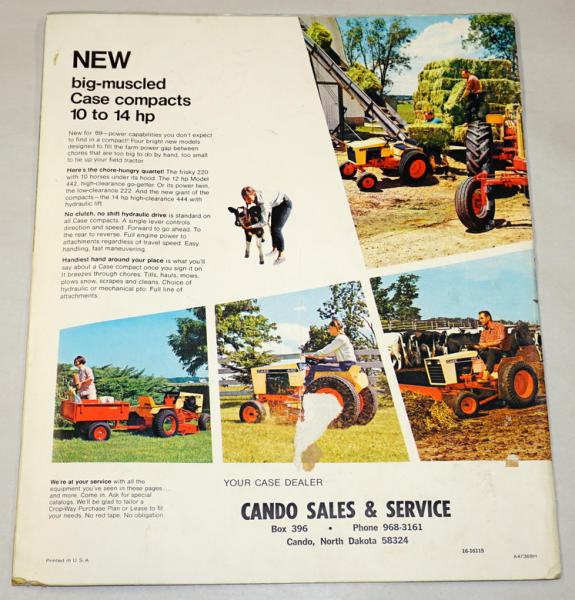 NEW
big-muscled
Case compacts
10 to 14 hp
New for '69—power capabilities you don't expect
to find in a compact! Four bright new models
designed to fill the farm power gap between
chores that are too big to do by hand, too small
to tie up your field tractor.
Here's the chore-hungry quartet! The frisky 220
with 10 horses under its hood. The 12 hp Model
442, high-clearance go-getter. Or its power twin,
the low-clearance 222. And the new giant of the
compacts—the 14 hp high-clearance 444 with
hydraulic lift.
No clutch, no shift hydraulic drive is standard on
all Case compacts. A single lever controls
direction and speed. Forward to go ahead. To
the rear to reverse. Full engine power to
attachments regardless of travel speed. Easy
handling, fast maneuvering.
Handiest hand around your place is what you'll
say about a Case compact once you sign it on.
It breezes through chores. Tills, hauls, mows,
plows snow, scrapes and cleans. Choice of
hydraulic or mechanical pto. Full line of
attachments.
We're at your service with all the
equipment you've seen in these pages...
and more. Come in. Ask for special
catalogs. We'll be glad to tailor a
Crop-Way Purchase Plan or Lease to fit
your needs. No red tape. No obligation.
YOUR CASE DEALER
CANDO SALES & SERVICE
Box 396 • Phone 968-3161
Cando, North Dakota 58324
16-16115
Printed in U.S.A.
A47369H